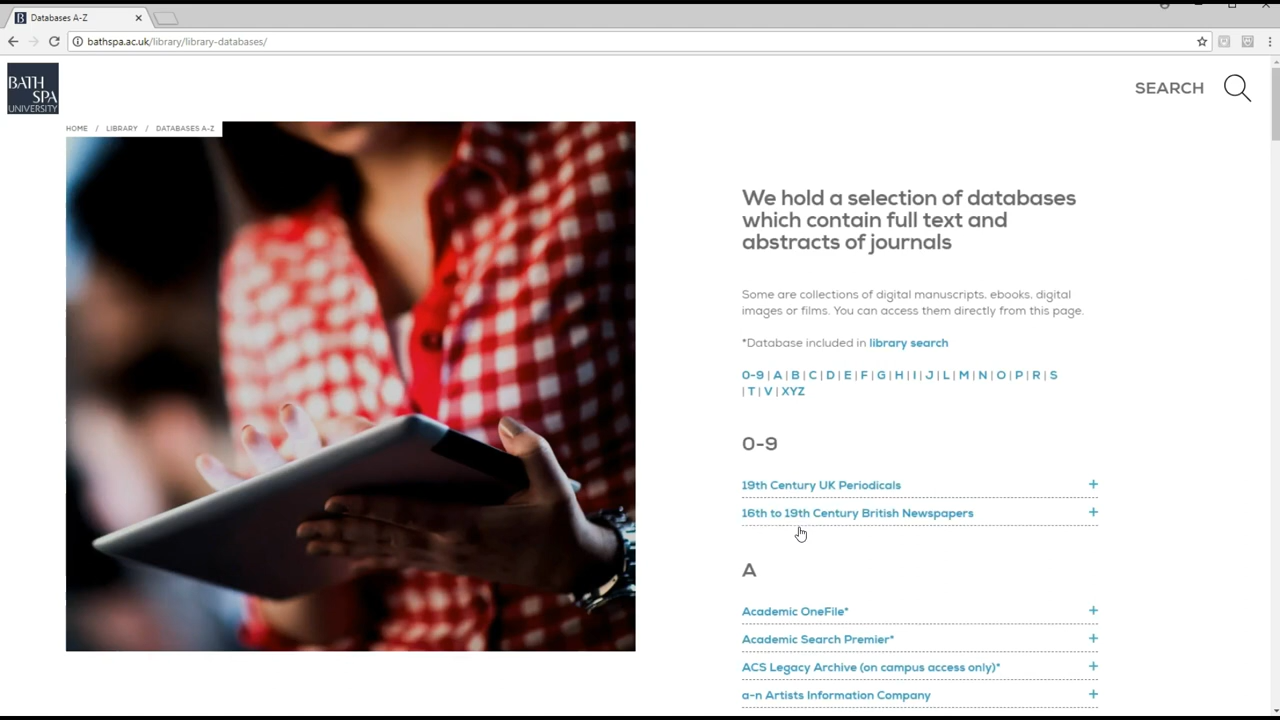 Databases A-Z
bathspa.ac.uk/library/library-databases/
BATH
SPA
UNIVERSITY
SEARCH
HOME / LIBRARY / DATABASES A-Z
We hold a selection of databases
which contain full text and
abstracts of journals
Some are collections of digital manuscripts, ebooks, digital
images or films. You can access them directly from this page.
*Database included in library search
0-9 | A | B | C | D | E | F | G | H | I | J | L | M | N | O | P | R | S
| T | V | XYZ
0-9
19th Century UK Periodicals +
16th to 19th Century British Newspapers +
A
Academic OneFile* +
Academic Search Premier* +
ACS Legacy Archive (on campus access only)* +
a-n Artists Information Company +